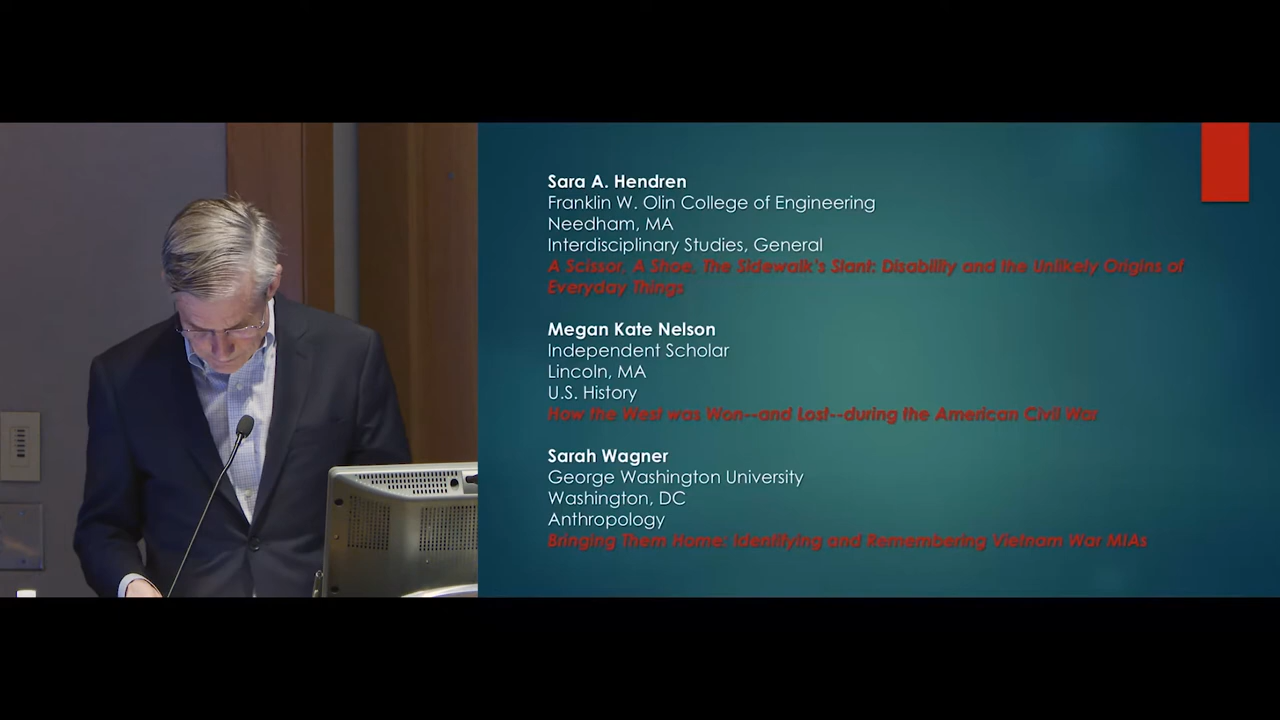 Sara A. Hendren
Franklin W. Olin College of Engineering
Needham, MA
Interdisciplinary Studies, General
A Scissor, A Shoe, The Sidewalk's Slant: Disability and the Unlikely Origins of
Everyday Things
Megan Kate Nelson
Independent Scholar
Lincoln, MA
U.S. History
How the West was Won--and Lost--during the American Civil War
Sarah Wagner
George Washington University
Washington, DC
Anthropology
Bringing Them Home: Identifying and Remembering Vietnam War MIAs